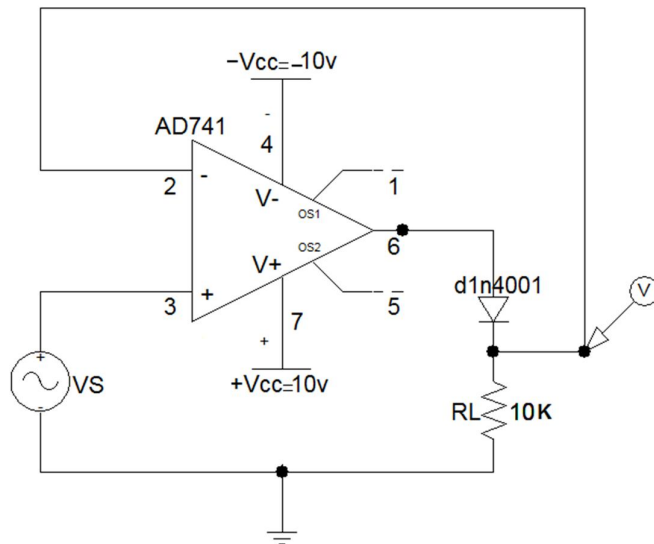 −Vcc=−10v
-
AD741
4
2
-
V-
OS1
1
6
OS2
V+
d1n4001
V
3
+
5
7
+
+Vcc=10v
+
VS
-
RL 10K